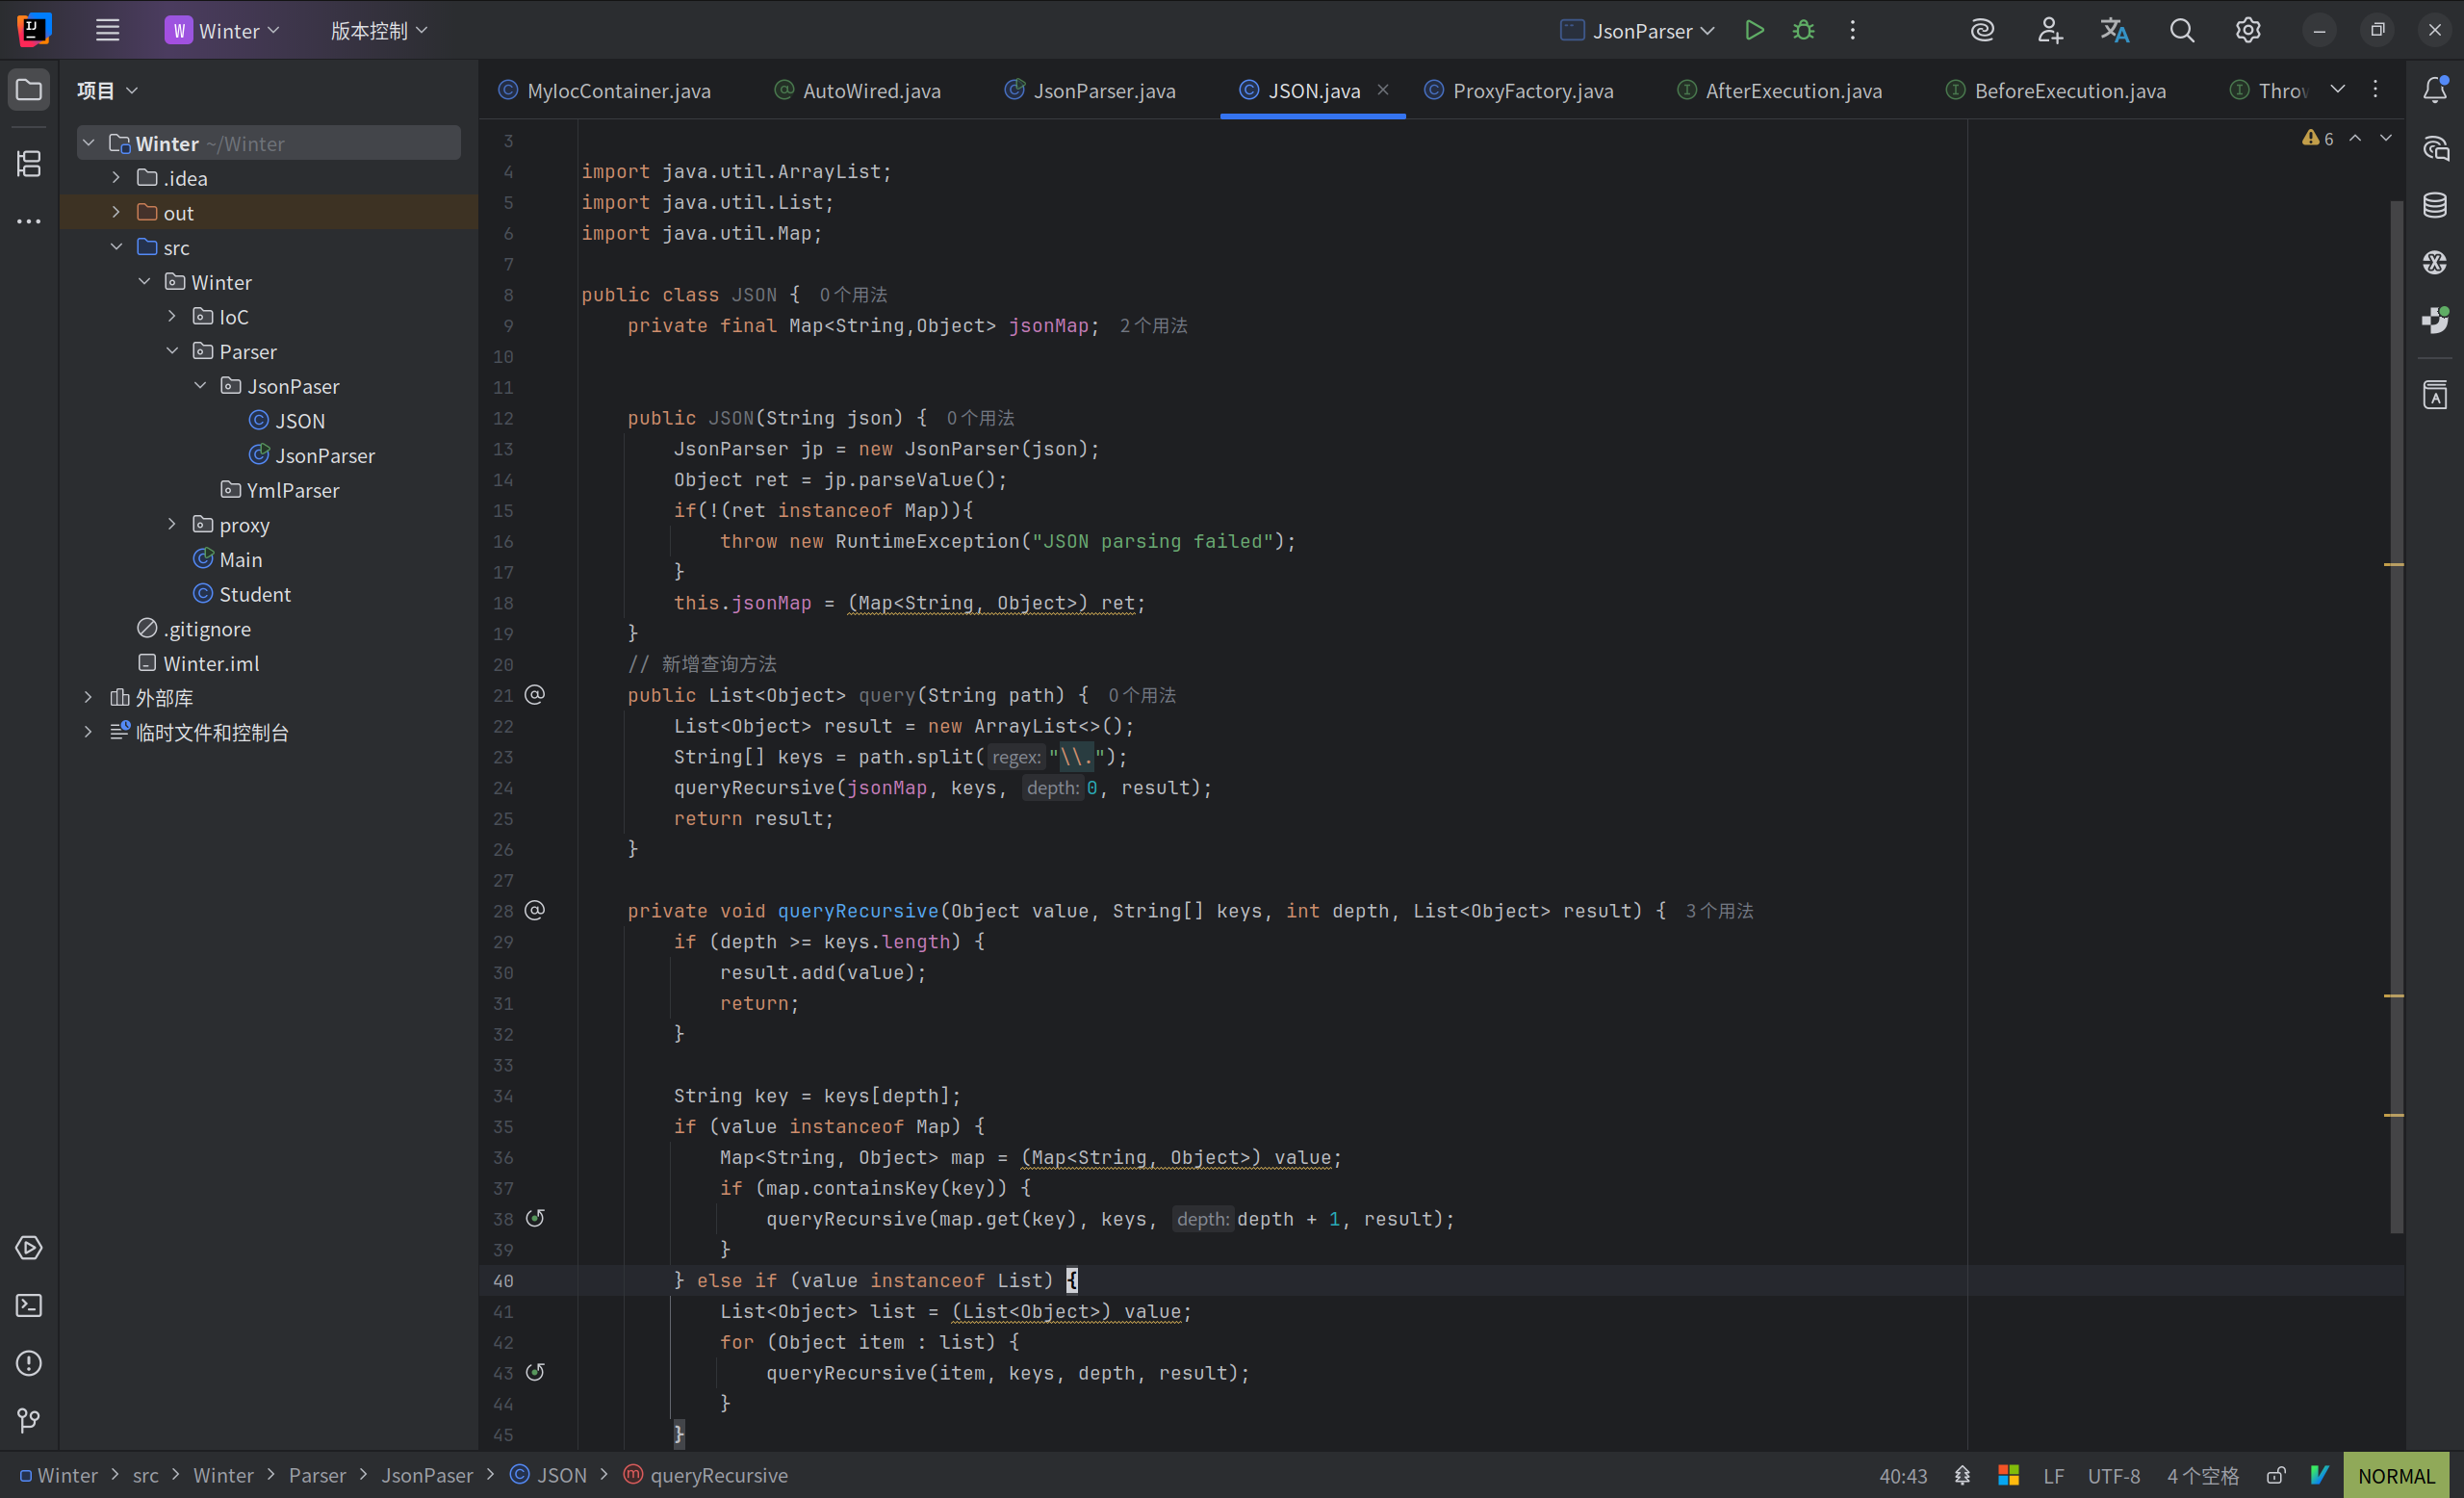 W Winter 版本控制 JsonParser
项目
MyIocContainer.java AutoWired.java JsonParser.java JSON.java ProxyFactory.java AfterExecution.java BeforeExecution.java Throw
Winter ~/Winter
.idea
out
src
Winter
IoC
Parser
JsonPaser
JSON
JsonParser
YmlParser
proxy
Main
Student
.gitignore
Winter.iml
外部库
临时文件和控制台
6
3
4 import java.util.ArrayList;
5 import java.util.List;
6 import java.util.Map;
7
8 public class JSON { 0个用法
9 private final Map<String,Object> jsonMap; 2个用法
10
11
12 public JSON(String json) { 0个用法
13 JsonParser jp = new JsonParser(json);
14 Object ret = jp.parseValue();
15 if(!(ret instanceof Map)){
16 throw new RuntimeException("JSON parsing failed");
17 }
18 this.jsonMap = (Map<String, Object>) ret;
19 }
20 // 新增查询方法
21 public List<Object> query(String path) { 0个用法
22 List<Object> result = new ArrayList<>();
23 String[] keys = path.split( regex: "\\.");
24 queryRecursive(jsonMap, keys, depth: 0, result);
25 return result;
26 }
27
28 private void queryRecursive(Object value, String[] keys, int depth, List<Object> result) { 3个用法
29 if (depth >= keys.length) {
30 result.add(value);
31 return;
32 }
33
34 String key = keys[depth];
35 if (value instanceof Map) {
36 Map<String, Object> map = (Map<String, Object>) value;
37 if (map.containsKey(key)) {
38 queryRecursive(map.get(key), keys, depth: depth + 1, result);
39 }
40 } else if (value instanceof List) {
41 List<Object> list = (List<Object>) value;
42 for (Object item : list) {
43 queryRecursive(item, keys, depth, result);
44 }
45 }
Winter > src > Winter > Parser > JsonPaser > JSON > queryRecursive 40:43 LF UTF-8 4个空格 NORMAL